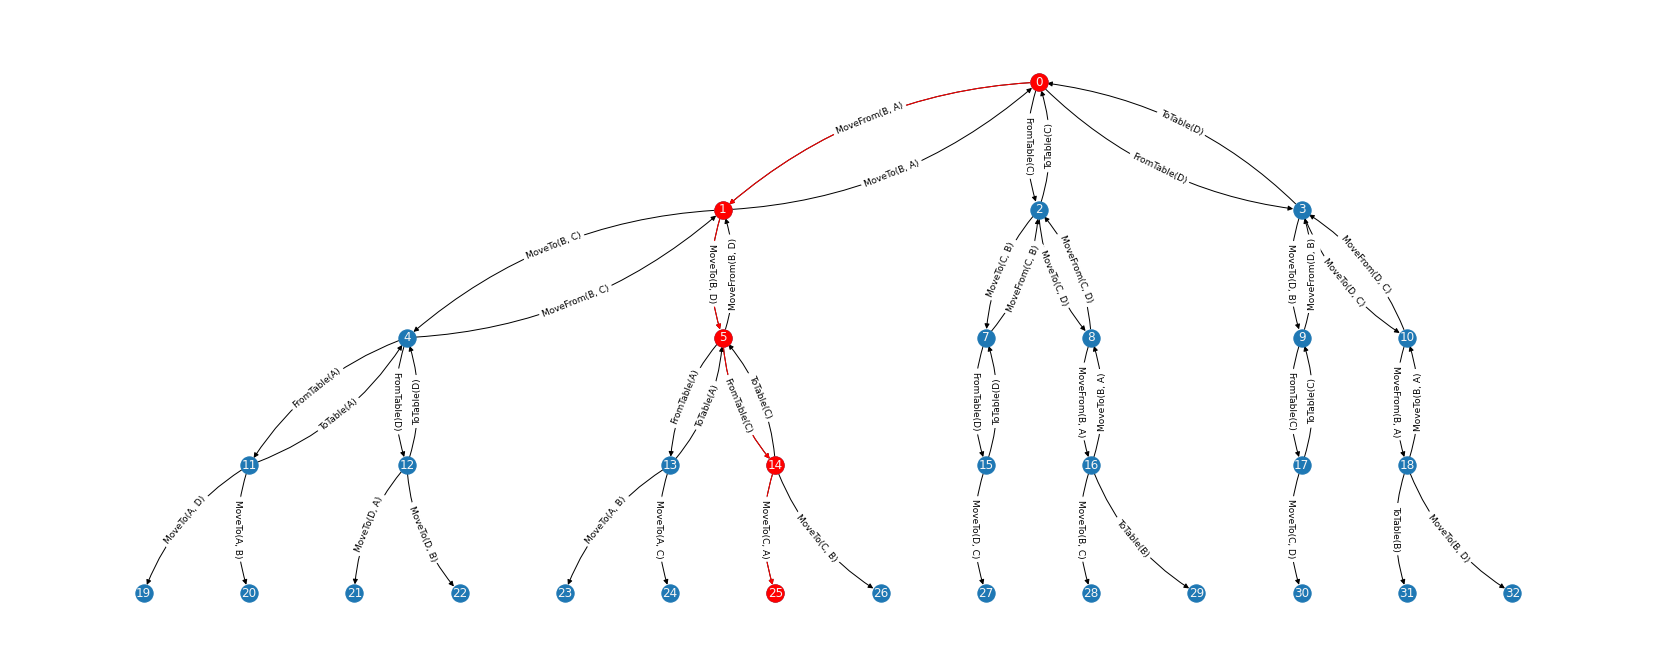 0
MoveFrom(B, A)
ToTable(D)
FromTable(C)
ToTable(C)
FromTable(D)
MoveTo(B, A)
1
2
3
MoveTo(B, C)
MoveTo(B, D)
MoveFrom(B, D)
MoveTo(C, B)
MoveFrom(C, B)
MoveTo(C, D)
MoveFrom(C, D)
MoveTo(D, B)
MoveFrom(D, B)
MoveTo(D, C)
MoveFrom(D, C)
MoveFrom(B, C)
4
5
7
8
9
10
FromTable(A)
ToTable(A)
FromTable(D)
ToTable(D)
FromTable(A)
ToTable(A)
FromTable(C)
ToTable(C)
FromTable(D)
ToTable(D)
MoveFrom(B, A)
MoveTo(B, A)
FromTable(C)
ToTable(C)
MoveFrom(B, A)
MoveTo(B, A)
11
12
13
14
15
16
17
18
MoveTo(A, D)
MoveTo(A, B)
MoveTo(D, A)
MoveTo(D, B)
MoveTo(A, B)
MoveTo(A, C)
MoveTo(C, A)
MoveTo(C, B)
MoveTo(D, C)
MoveTo(B, C)
ToTable(B)
MoveTo(C, D)
ToTable(B)
MoveTo(B, D)
19
20
21
22
23
24
25
26
27
28
29
30
31
32